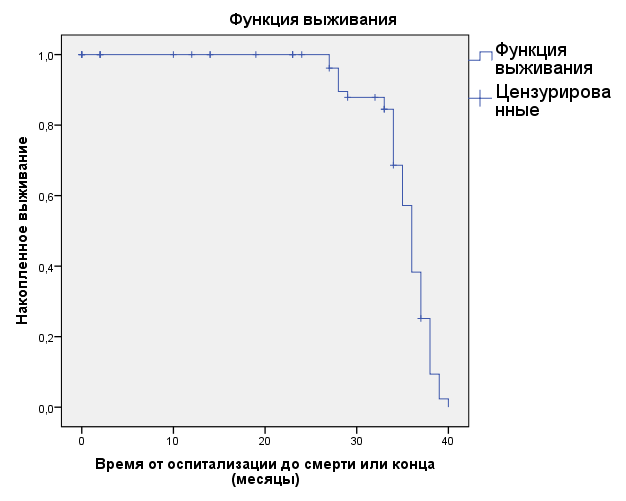 Функция выживания
Функция
выживания
Цензурирова
нные
1,0
0,8
0,6
0,4
0,2
0,0
Накопленное выживание
0
10
20
30
40
Время от оспитализации до смерти или конца
(месяцы)